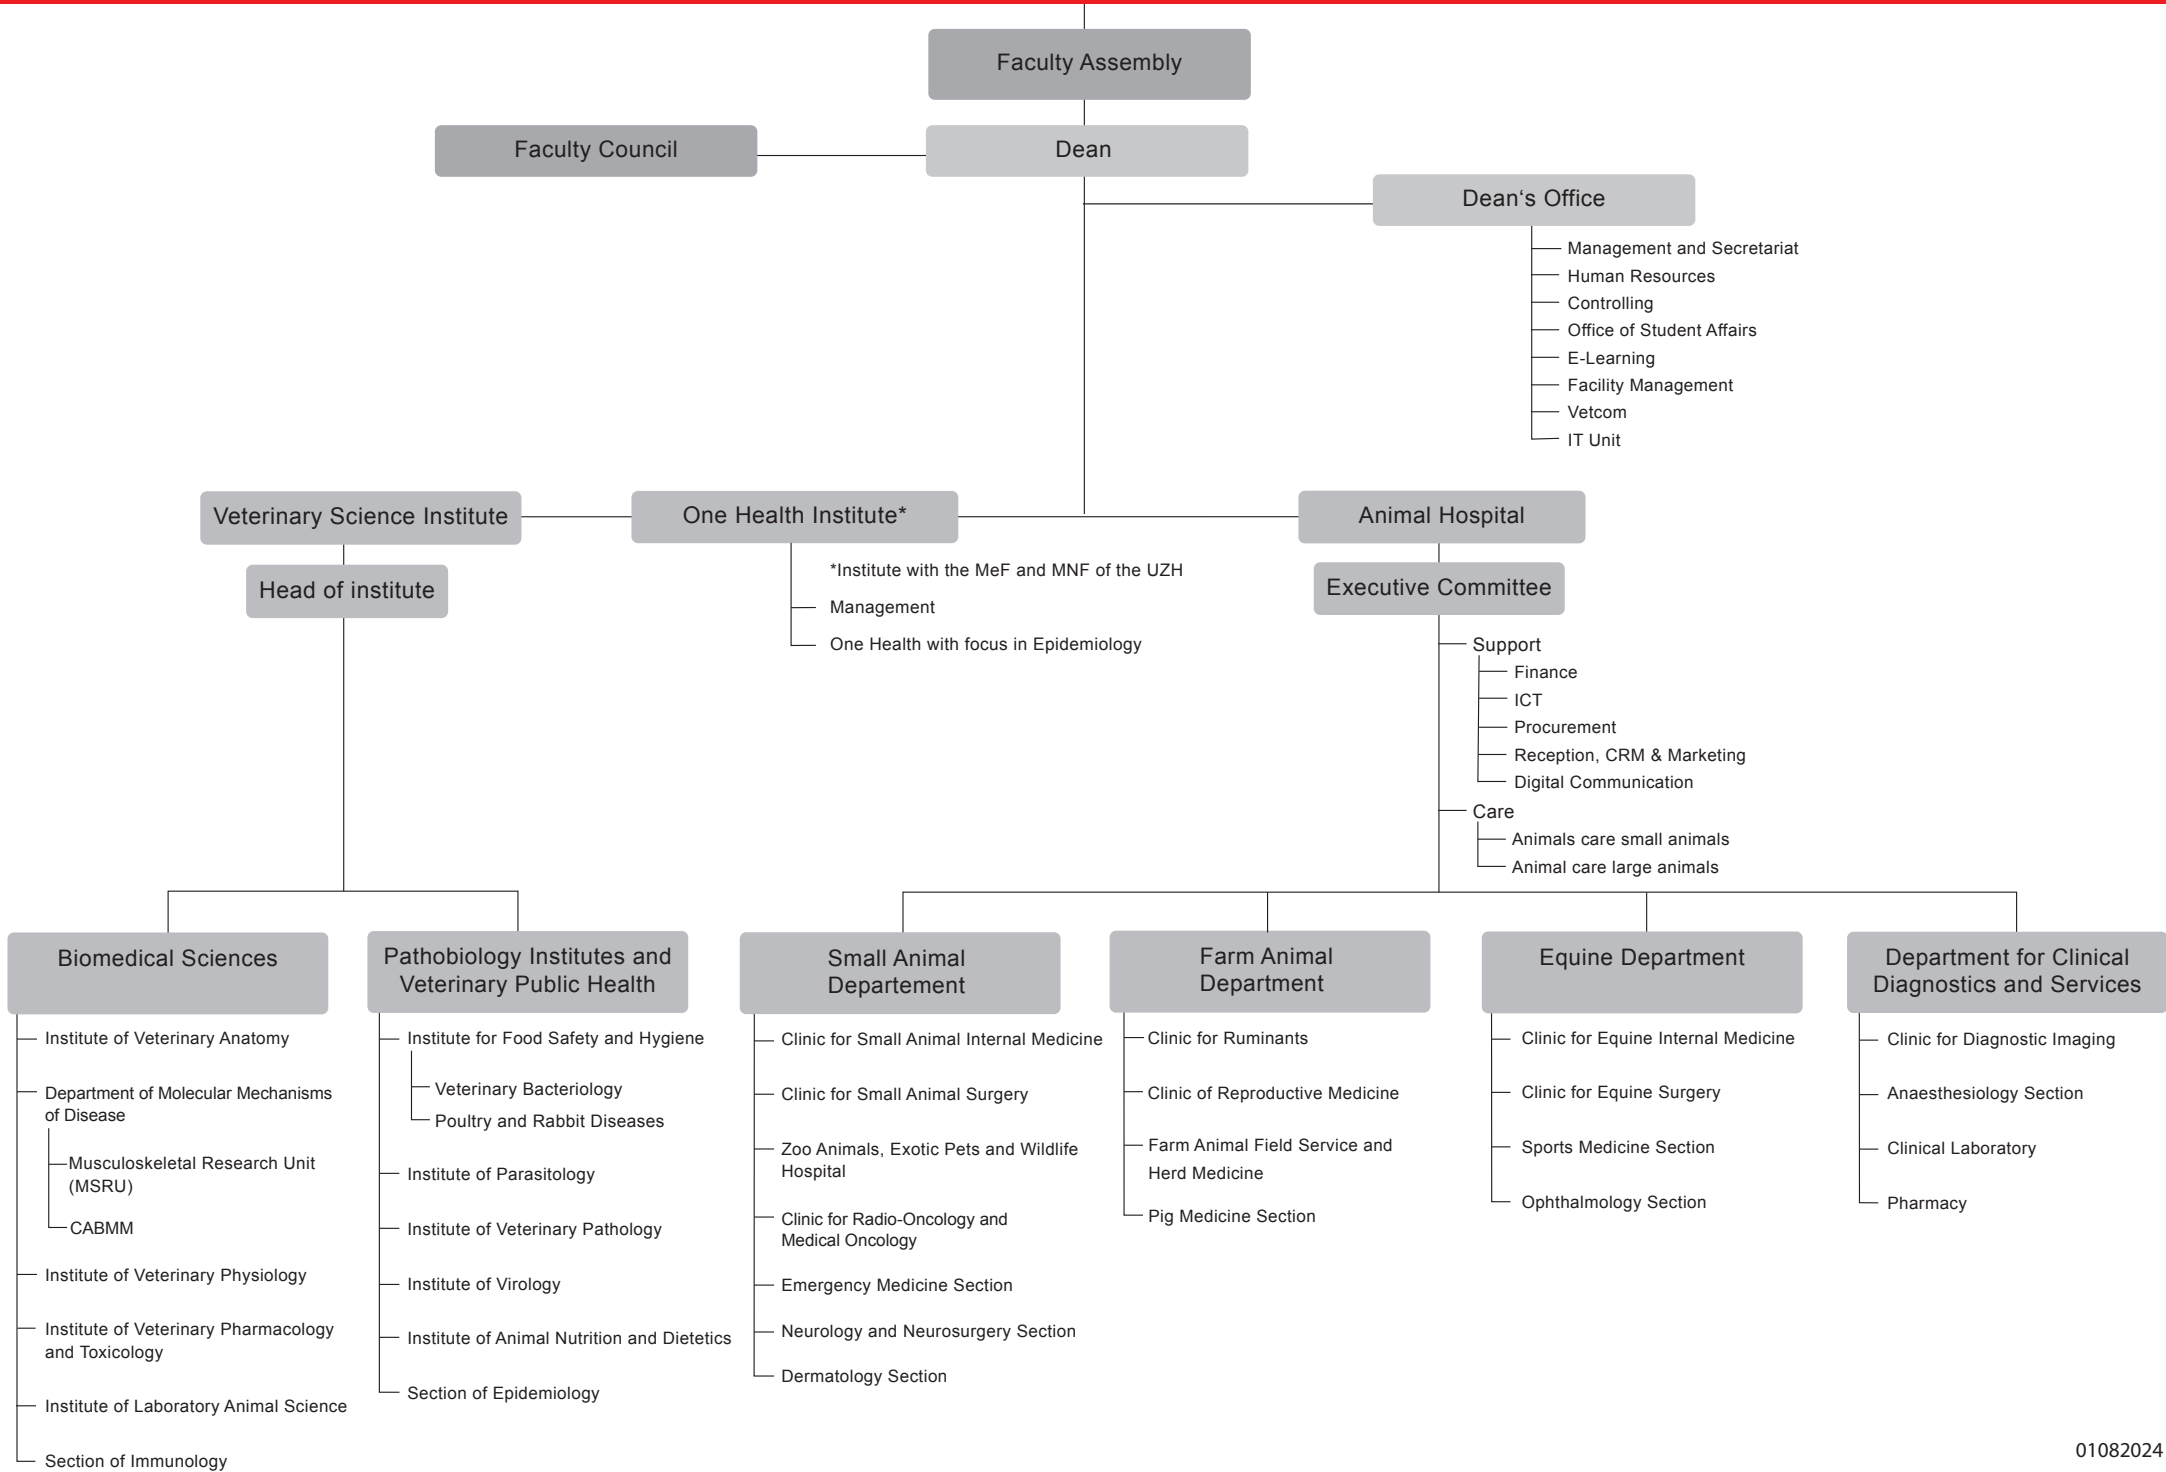 Faculty Assembly
Faculty Council
Dean
Dean‘s Office
Management and Secretariat
Human Resources
Controlling
Office of Student Affairs
E-Learning
Facility Management
Vetcom
IT Unit
Veterinary Science Institute
One Health Institute*
Animal Hospital
Head of institute
*Institute with the MeF and MNF of the UZH
Management
One Health with focus in Epidemiology
Executive Committee
Support
Finance
ICT
Procurement
Reception, CRM & Marketing
Digital Communication
Care
Animals care small animals
Animal care large animals
Biomedical Sciences
Institute of Veterinary Anatomy
Department of Molecular Mechanisms
of Disease
Musculoskeletal Research Unit
(MSRU)
CABMM
Institute of Veterinary Physiology
Institute of Veterinary Pharmacology
and Toxicology
Institute of Laboratory Animal Science
Section of Immunology
Pathobiology Institutes and
Veterinary Public Health
Institute for Food Safety and Hygiene
Veterinary Bacteriology
Poultry and Rabbit Diseases
Institute of Parasitology
Institute of Veterinary Pathology
Institute of Virology
Institute of Animal Nutrition and Dietetics
Section of Epidemiology
Small Animal
Departement
Clinic for Small Animal Internal Medicine
Clinic for Small Animal Surgery
Zoo Animals, Exotic Pets and Wildlife
Hospital
Clinic for Radio-Oncology and
Medical Oncology
Emergency Medicine Section
Neurology and Neurosurgery Section
Dermatology Section
Farm Animal
Department
Clinic for Ruminants
Clinic of Reproductive Medicine
Farm Animal Field Service and
Herd Medicine
Pig Medicine Section
Equine Department
Clinic for Equine Internal Medicine
Clinic for Equine Surgery
Sports Medicine Section
Ophthalmology Section
Department for Clinical
Diagnostics and Services
Clinic for Diagnostic Imaging
Anaesthesiology Section
Clinical Laboratory
Pharmacy
01082024